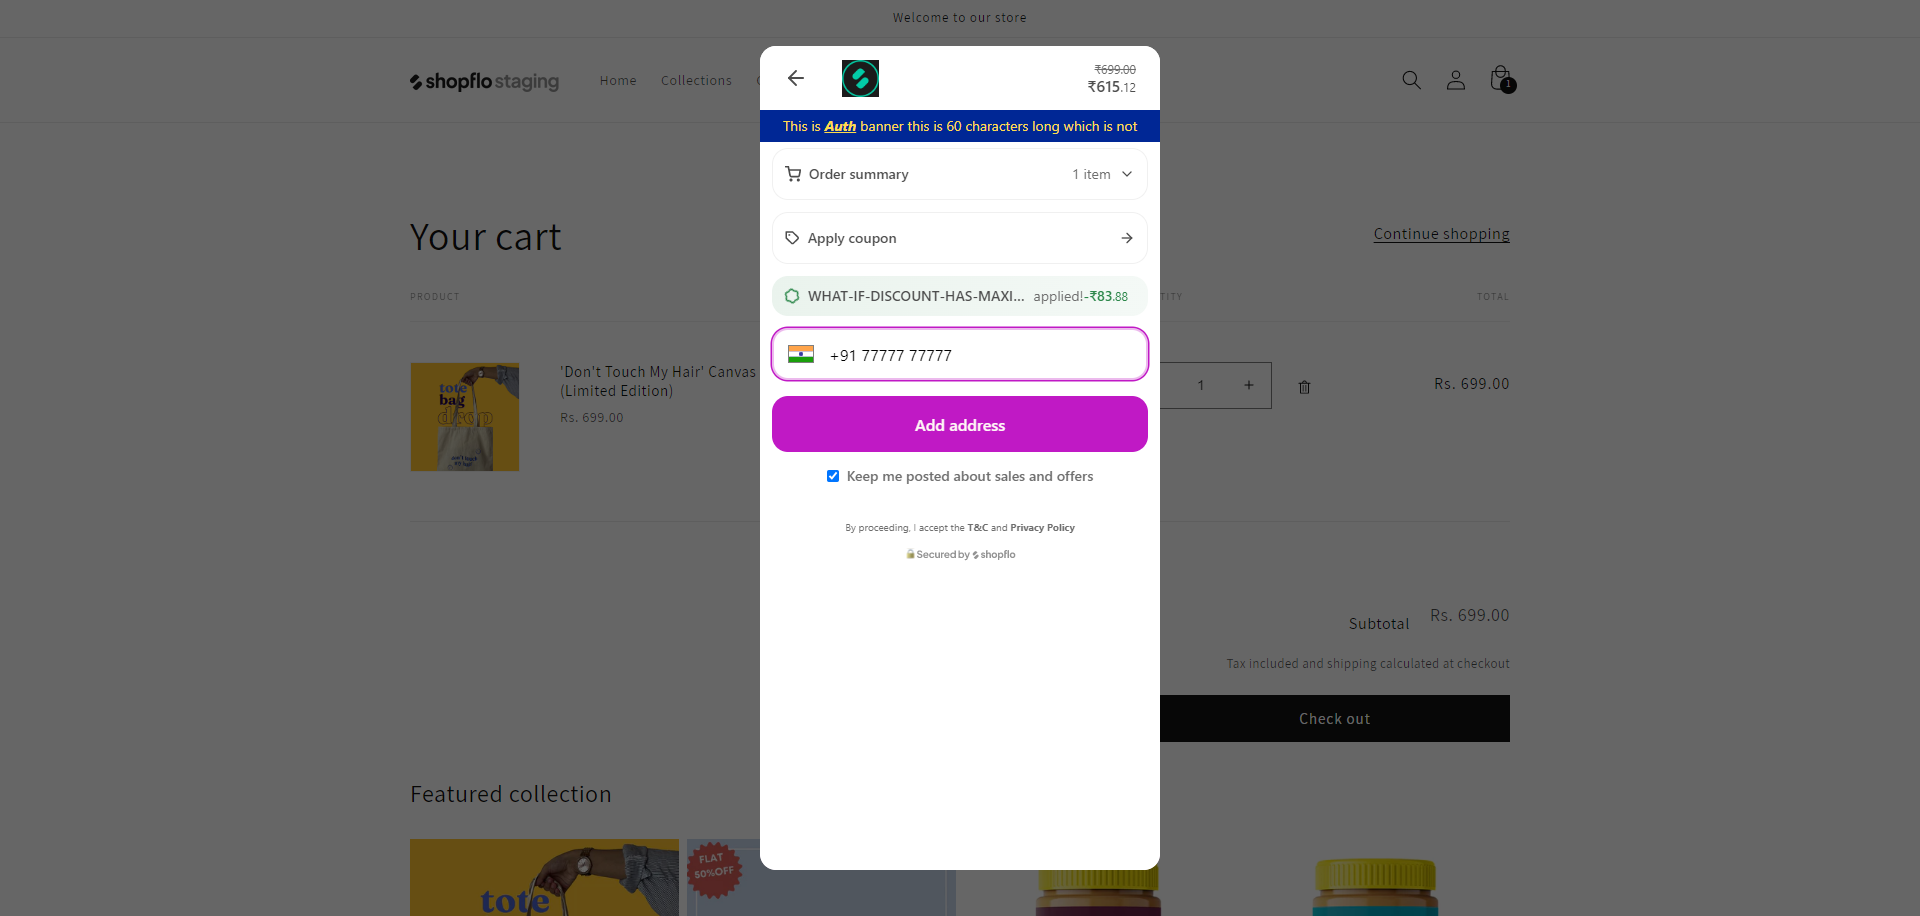 Welcome to our store
shopflo staging
Home
Collections
1
₹699.00
₹615.12
This is Auth banner this is 60 characters long which is not
Order summary
1 item
Apply coupon
WHAT-IF-DISCOUNT-HAS-MAXI... applied!-₹83.88
+91 77777 77777
Add address
Keep me posted about sales and offers
By proceeding, I accept the T&C and Privacy Policy
Secured by shopflo
Your cart
Continue shopping
PRODUCT
TOTAL
tote
bag
drop
'Don't Touch My Hair' Canvas
(Limited Edition)
Rs. 699.00
1
+
Rs. 699.00
Subtotal
Rs. 699.00
Tax included and shipping calculated at checkout
Check out
Featured collection
tote
FLAT
50%OFF